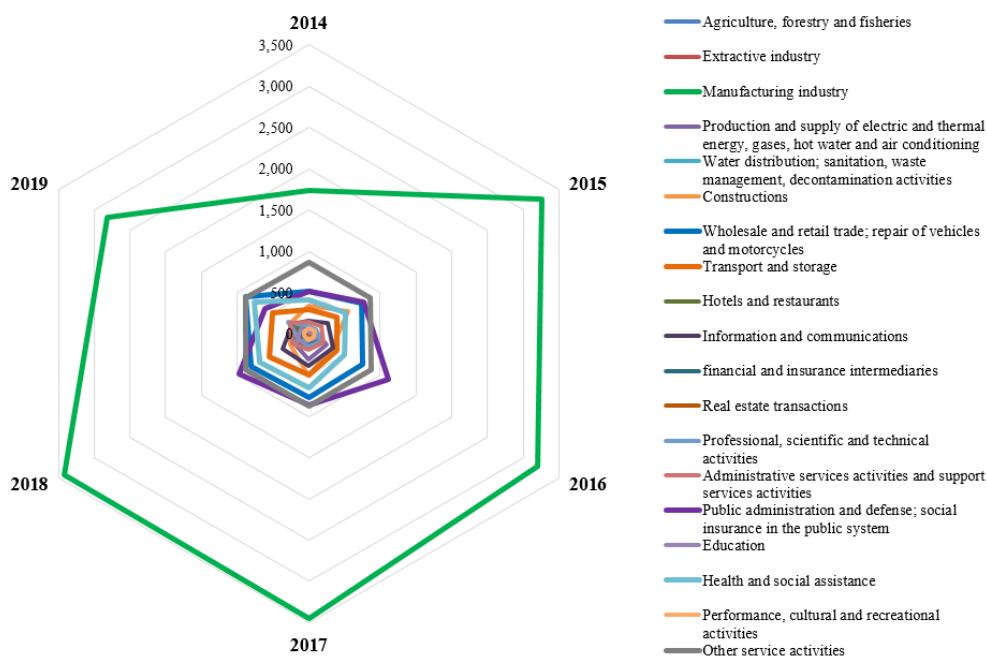 2014
3,500
3,000
2,500
2,000
1,500
1,000
500
0
2015
2016
2017
2018
2019
Agriculture, forestry and fisheries
Extractive industry
Manufacturing industry
Production and supply of electric and thermal
energy, gases, hot water and air conditioning
Water distribution; sanitation, waste
management, decontamination activities
Constructions
Wholesale and retail trade; repair of vehicles
and motorcycles
Transport and storage
Hotels and restaurants
Information and communications
financial and insurance intermediaries
Real estate transactions
Professional, scientific and technical
activities
Administrative services activities and support
services activities
Public administration and defense; social
insurance in the public system
Education
Health and social assistance
Performance, cultural and recreational
activities
Other service activities